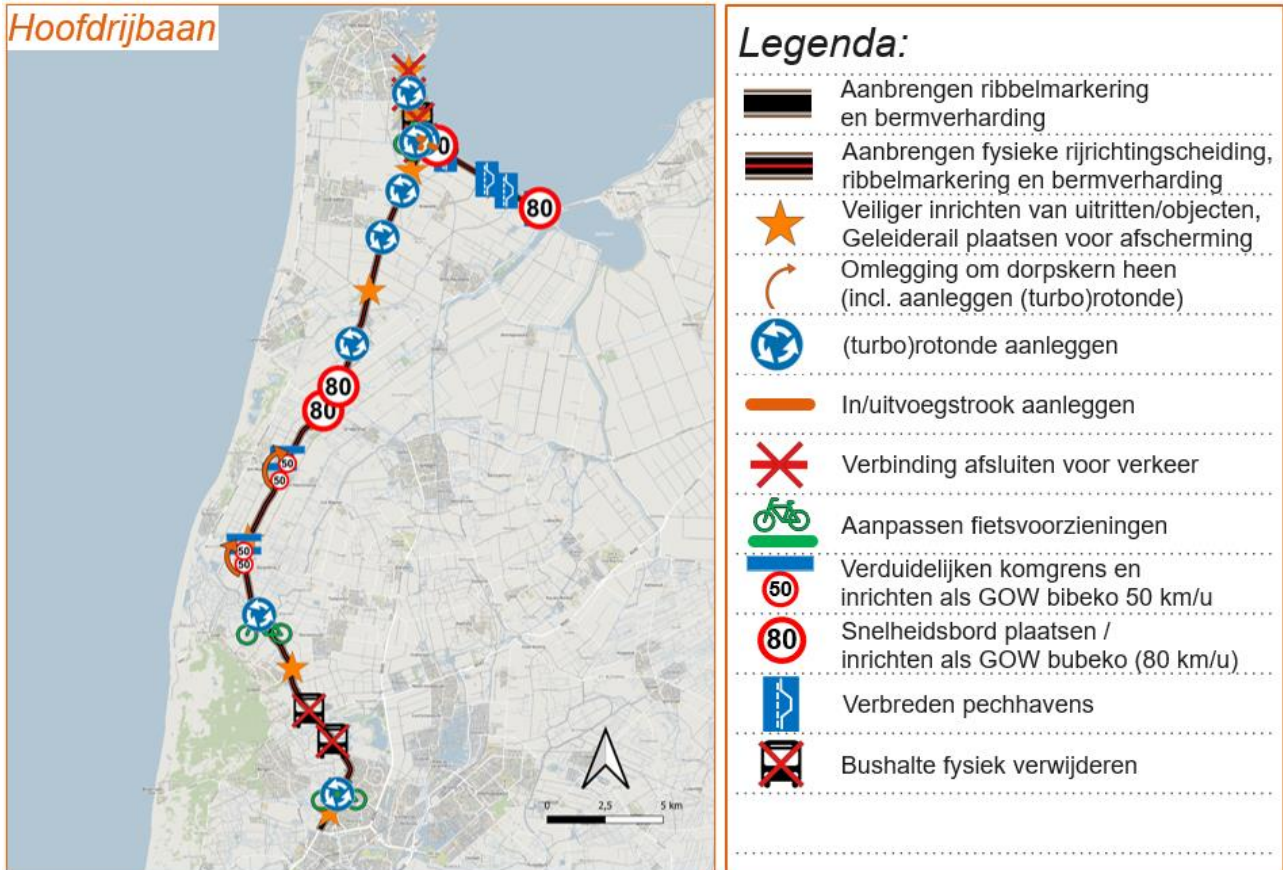 Hoofdrijbaan
80
80
80
50
50
50
50
0 2,5 5 km
Legenda:
Aanbrengen ribbelmarkering
en bermverharding
Aanbrengen fysieke rijrichtingscheiding,
ribbelmarkering en bermverharding
Veiliger inrichten van uitritten/objecten,
Geleiderail plaatsen voor afscherming
Omlegging om dorpskern heen
(incl. aanleggen (turbo)rotonde)
(turbo)rotonde aanleggen
In/uitvoegstrook aanleggen
Verbinding afsluiten voor verkeer
Aanpassen fietsvoorzieningen
50
Verduidelijken komgrens en
inrichten als GOW bibeko 50 km/u
80
Snelheidsbord plaatsen /
inrichten als GOW bubeko (80 km/u)
Verbreden pechhavens
Bushalte fysiek verwijderen